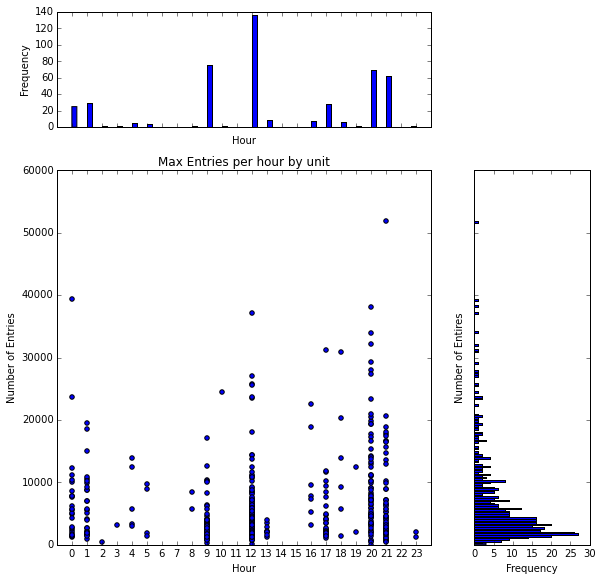 140
120
100
80
60
40
20
0
Frequency
Hour
Max Entries per hour by unit
60000
50000
40000
30000
20000
10000
0
Number of Entries
0 1 2 3 4 5 6 7 7 8 9 10 11 12 13 14 15 16 17 18 19 20 21 22 23
Hour
Number of Entires
0 5 10 15 20 25 30
Frequency